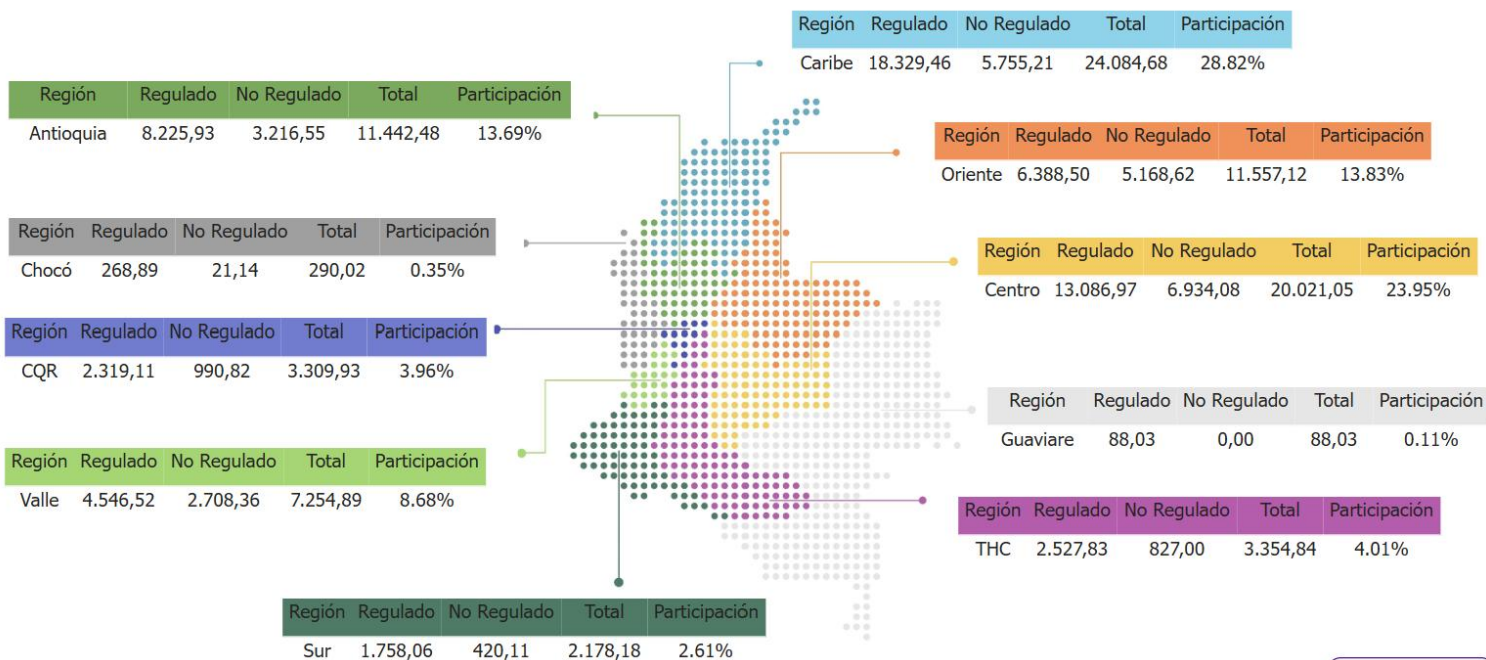 Región Regulado No Regulado Total Participación
Caribe 18.329,46 5.755,21 24.084,68 28.82%
Región Regulado No Regulado Total Participación
Antioquia 8.225,93 3.216,55 11.442,48 13.69%
Región Regulado No Regulado Total Participación
Oriente 6.388,50 5.168,62 11.557,12 13.83%
Región Regulado No Regulado Total Participación
Chocó 268,89 21,14 290,02 0.35%
Región Regulado No Regulado Total Participación
Centro 13.086,97 6.934,08 20.021,05 23.95%
Región Regulado No Regulado Total Participación
CQR 2.319,11 990,82 3.309,93 3.96%
Región Regulado No Regulado Total Participación
Guaviare 88,03 0,00 88,03 0.11%
Región Regulado No Regulado Total Participación
Valle 4.546,52 2.708,36 7.254,89 8.68%
Región Regulado No Regulado Total Participación
THC 2.527,83 827,00 3.354,84 4.01%
Región Regulado No Regulado Total Participación
Sur 1.758,06 420,11 2.178,18 2.61%